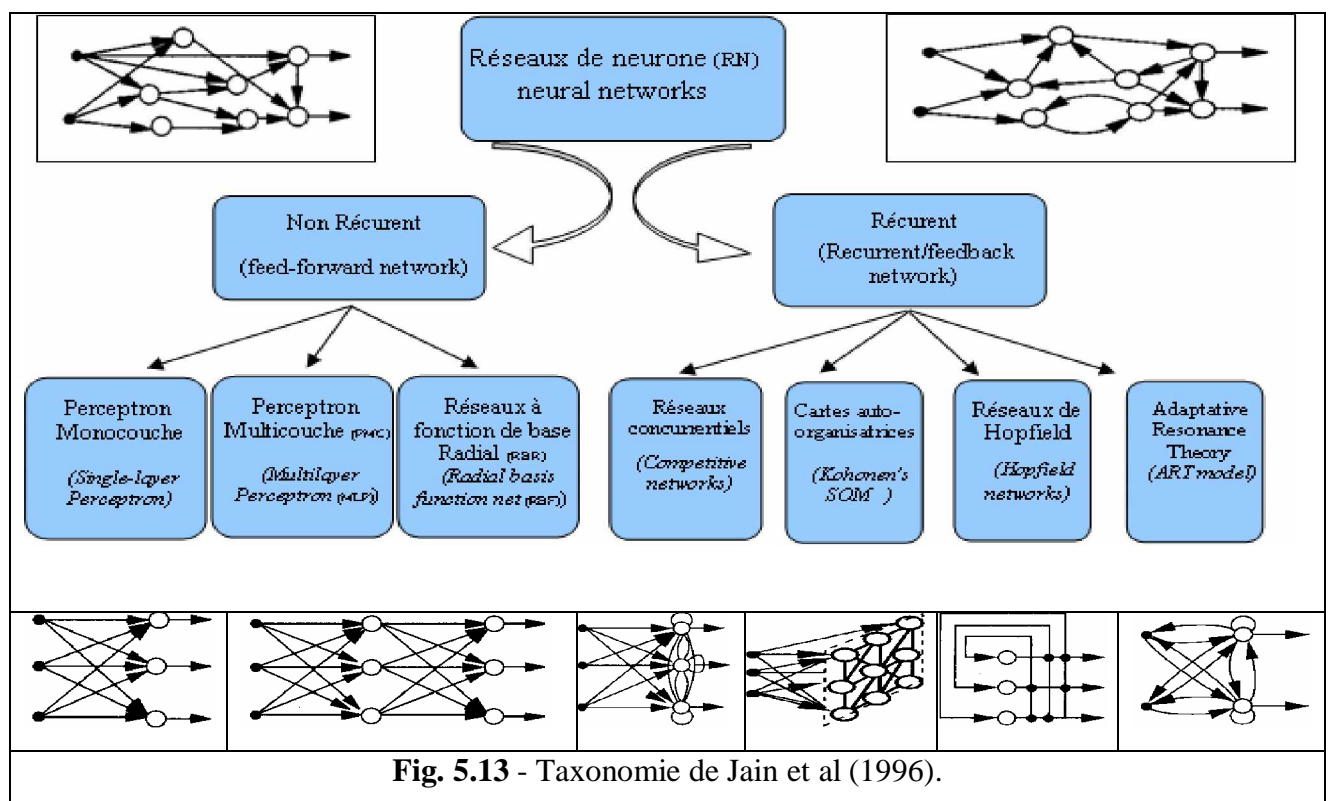 Réseaux de neurone (RN)
neural networks
Non Récurent
(feed-forward network)
Récurent
(Recurrent/feedback
network)
Perceptron
Monocouche
(Single-layer
Perceptron)
Perceptron
Multicouche (PMC)
(Multilayer
Perceptron (MLP))
Réseaux à
fonction de base
Radial (RBR)
(Radial basis
function net (RBF))
Réseaux
concurrentiels
(Competitive
networks)
Cartes auto-
organisatrices
(Kohonen's
SOM )
Réseaux de
Hopfield
(Hopfield
networks)
Adaptative
Resonance
Theory
(ART model)
Fig. 5.13 - Taxonomie de Jain et al (1996).